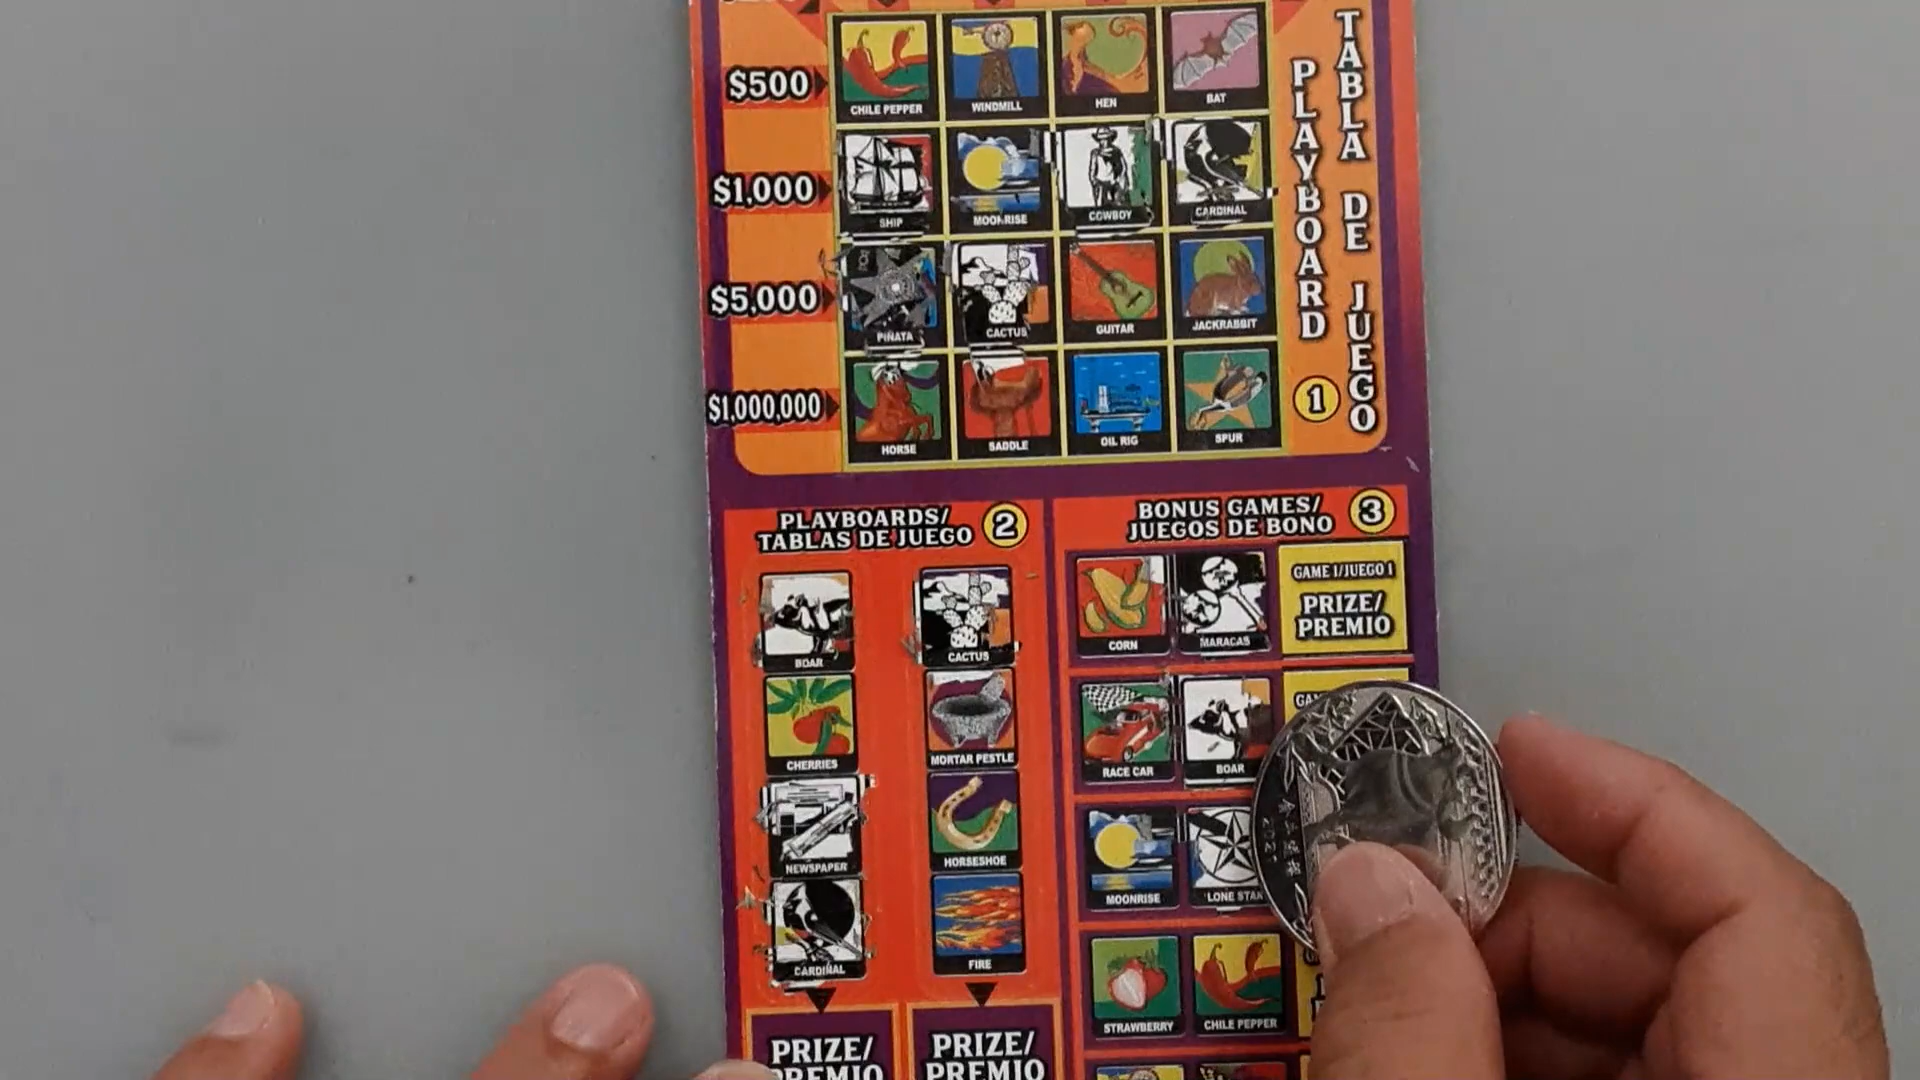 $500
CHILE PEPPER
WINDMILL
HEN
BAT
$1,000
SHIP
MOONRISE
COWBOY
CARDINAL
$5,000
PIÑATA
CACTUS
GUITAR
JACKRABBIT
$1,000,000
HORSE
SADDLE
OIL RIG
SPUR
TABLA DE JUEGO
PLAYBOARD
1
PLAYBOARDS/
TABLAS DE JUEGO
2
BOAR
CACTUS
CHERRIES
MORTAR PESTLE
NEWSPAPER
HORSESHOE
CARDINAL
FIRE
PRIZE/
PREMIO
PRIZE/
PREMIO
BONUS GAMES/
JUEGOS DE BONO
3
CORN
MARACAS
GAME 1/JUEGO 1
PRIZE/
PREMIO
RACE CAR
BOAR
MOONRISE
LONE STAR
STRAWBERRY
CHILE PEPPER